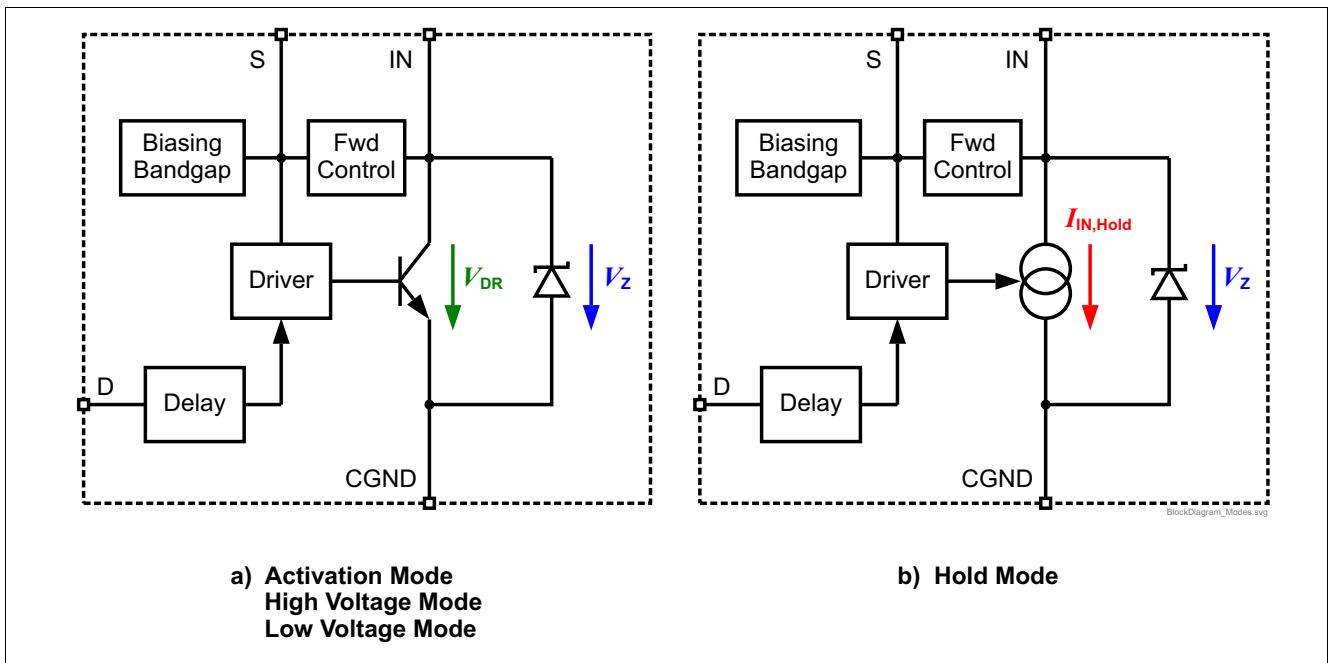 S
IN
Biasing
Bandgap
Fwd
Control
Driver
VDR
VZ
D
Delay
CGND
S
IN
Biasing
Bandgap
Fwd
Control
IIN,Hold
Driver
VZ
D
Delay
CGND
BlockDiagram_Modes.svg
a) Activation Mode
High Voltage Mode
Low Voltage Mode
b) Hold Mode